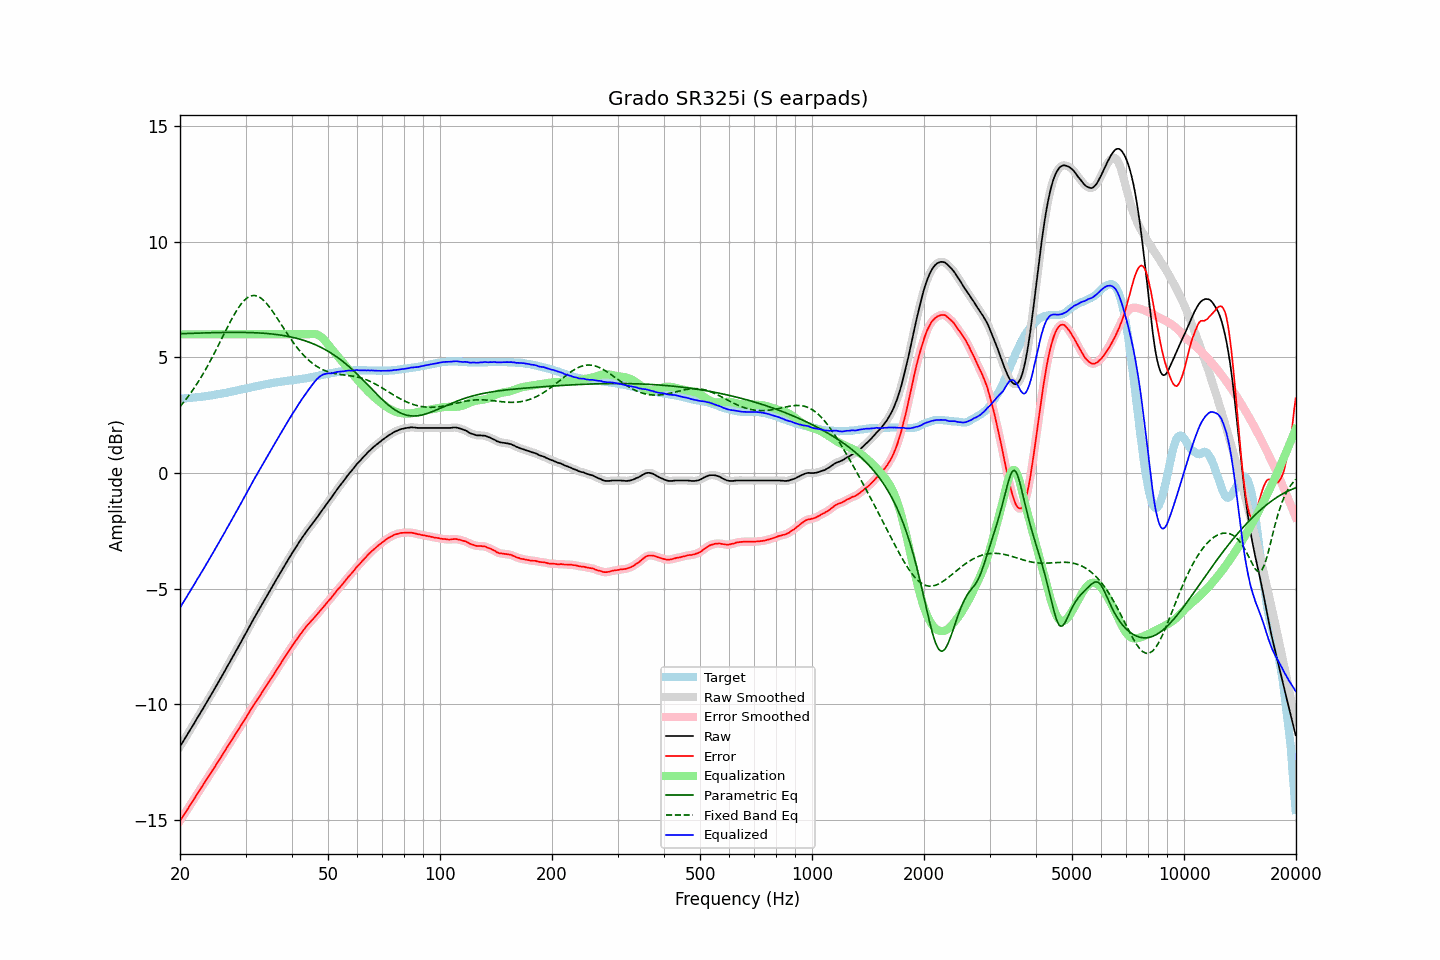 Grado SR325i (S earpads)
15
10
5
0
−5
−10
−15
Amplitude (dBr)
Target
Raw Smoothed
Error Smoothed
Raw
Error
Equalization
Parametric Eq
Fixed Band Eq
Equalized
20 50 100 200 500 1000 2000 5000 10000 20000
Frequency (Hz)